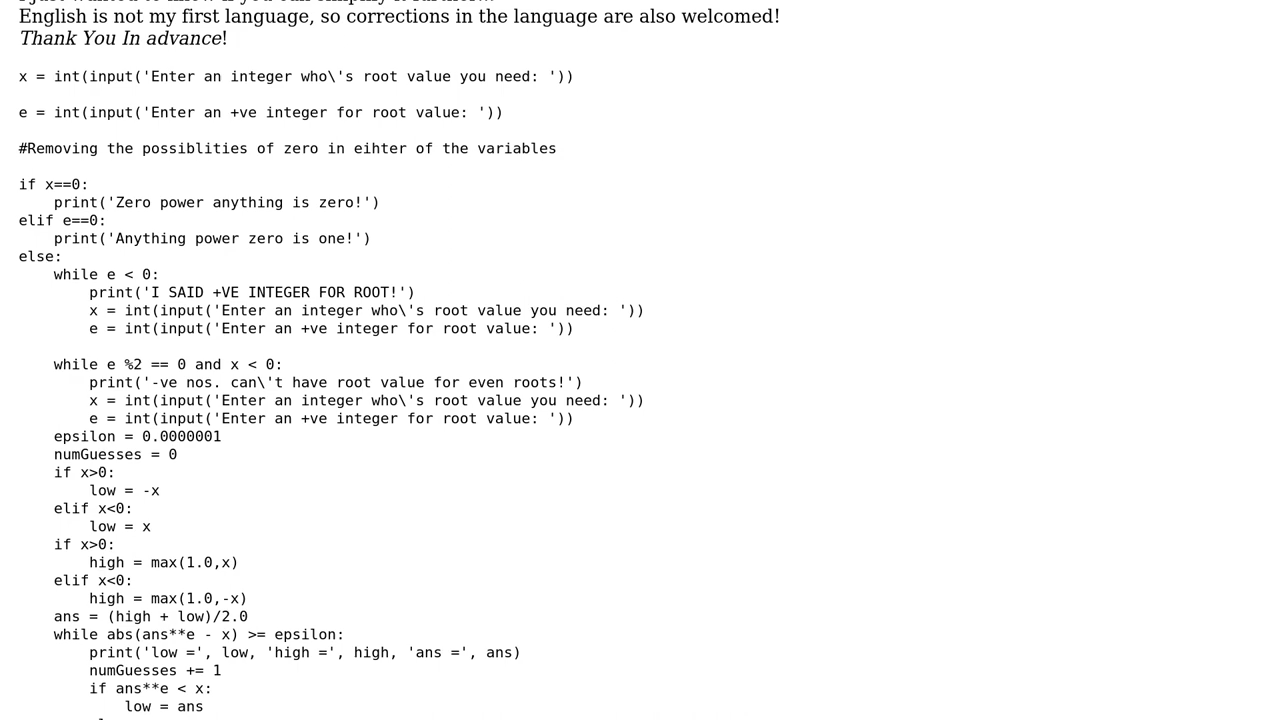 English is not my first language, so corrections in the language are also welcomed!
Thank You In advance!
x = int(input('Enter an integer who\'s root value you need: '))
e = int(input('Enter an +ve integer for root value: '))
#Removing the possiblities of zero in eihter of the variables
if x==0:
    print('Zero power anything is zero!')
elif e==0:
    print('Anything power zero is one!')
else:
    while e < 0:
        print('I SAID +VE INTEGER FOR ROOT!')
        x = int(input('Enter an integer who\'s root value you need: '))
        e = int(input('Enter an +ve integer for root value: '))
    while e %2 == 0 and x < 0:
        print('-ve nos. can\'t have root value for even roots!')
        x = int(input('Enter an integer who\'s root value you need: '))
        e = int(input('Enter an +ve integer for root value: '))
    epsilon = 0.0000001
    numGuesses = 0
    if x>0:
        low = -x
    elif x<0:
        low = x
    if x>0:
        high = max(1.0,x)
    elif x<0:
        high = max(1.0,-x)
    ans = (high + low)/2.0
    while abs(ans**e - x) >= epsilon:
        print('low =', low, 'high =', high, 'ans =', ans)
        numGuesses += 1
        if ans**e < x:
            low = ans